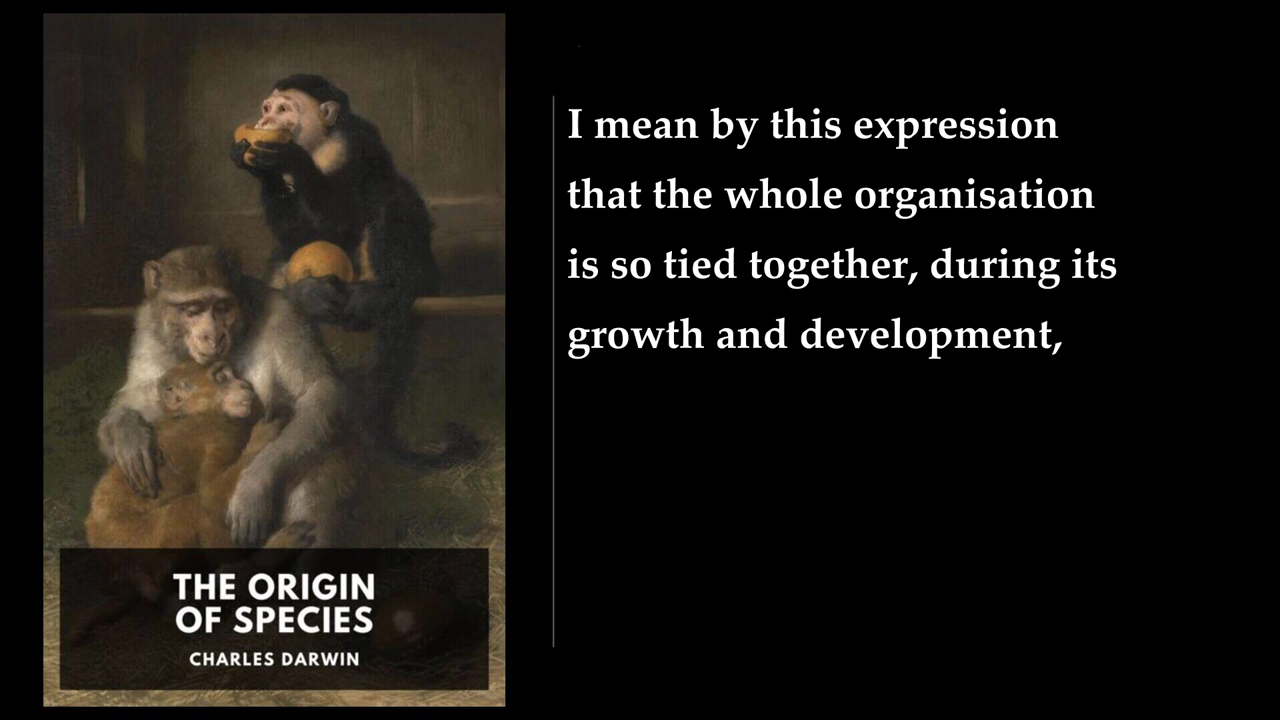 I mean by this expression
that the whole organisation
is so tied together, during its
growth and development,
THE ORIGIN
OF SPECIES
CHARLES DARWIN